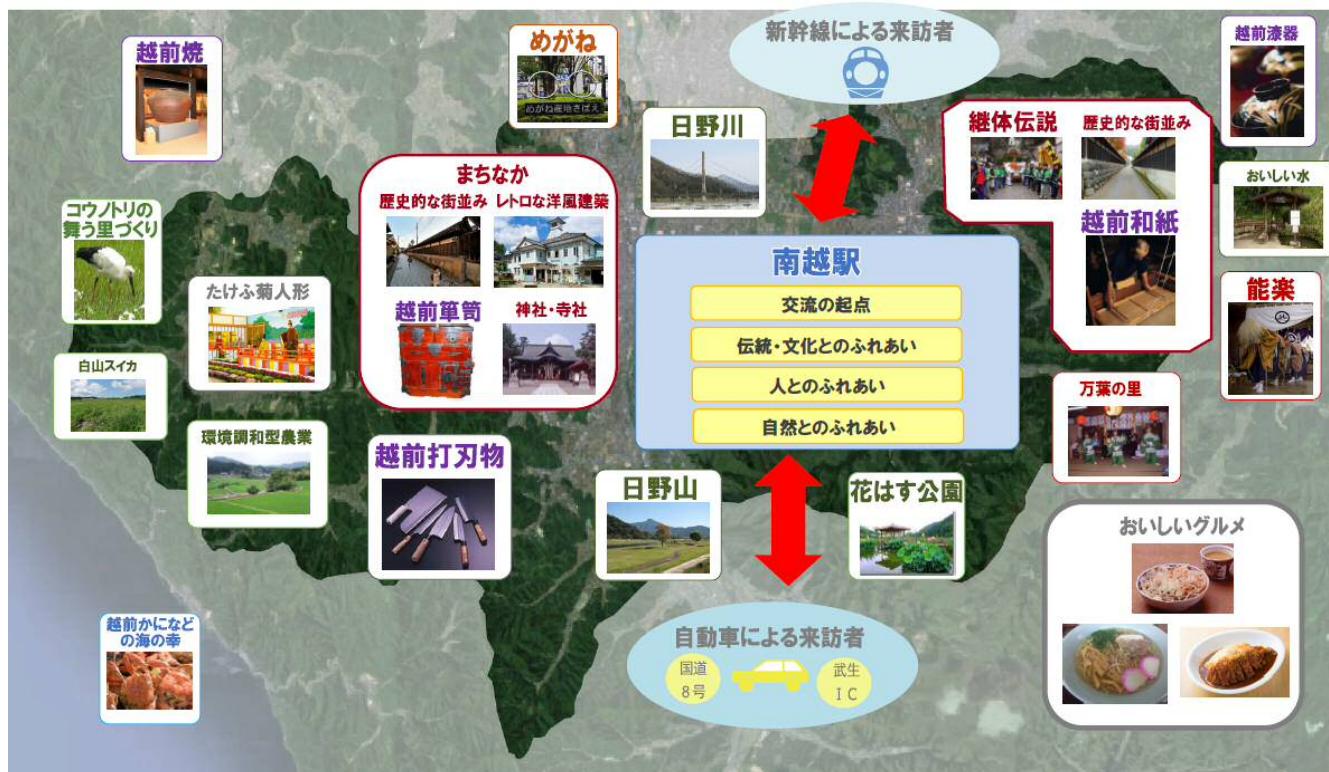 越前焼
めがね
めがね産地さばえ
新幹線による来訪者
越前漆器
日野川
継体伝説
歴史的な街並み
越前和紙
おいしい水
まちなか
歴史的な街並み
レトロな洋風建築
越前箪笥
神社・寺社
コウノトリの
舞う里づくり
たけふ菊人形
南越駅
交流の起点
伝統・文化とのふれあい
人とのふれあい
自然とのふれあい
能楽
白山スイカ
万葉の里
環境調和型農業
越前打刃物
日野山
花はす公園
おいしいグルメ
越前かになど
の海の幸
自動車による来訪者
国道
8号
武生
IC